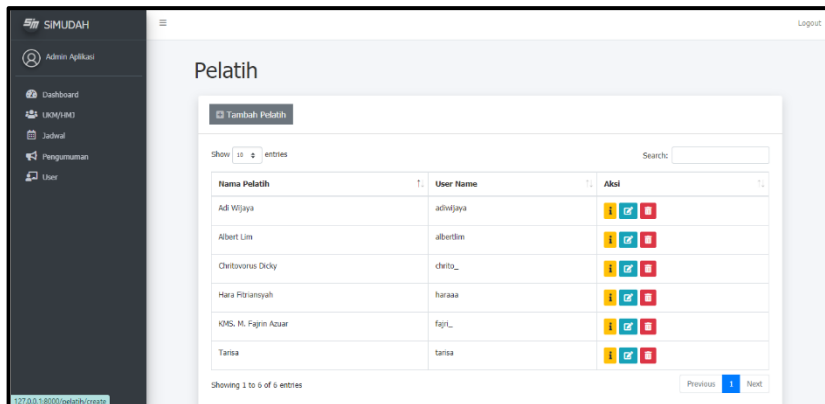 SIMUDAH
Logout
Admin Aplikasi
Dashboard
UKM/HMJ
Jadwal
Pengumuman
User
Pelatih
Tambah Pelatih
Show 10 entries
Search:
Nama Pelatih User Name Aksi
Adi Wijaya adiwijaya
Albert Lim albertlim
Chritovorus Dicky chrito_
Hara Fitriansyah haraaa
KMS. M. Fajrin Azuar fajri_
Tarisa tarisa
Showing 1 to 6 of 6 entries
Previous 1 Next
127.0.0.1:8000/pelatih/create